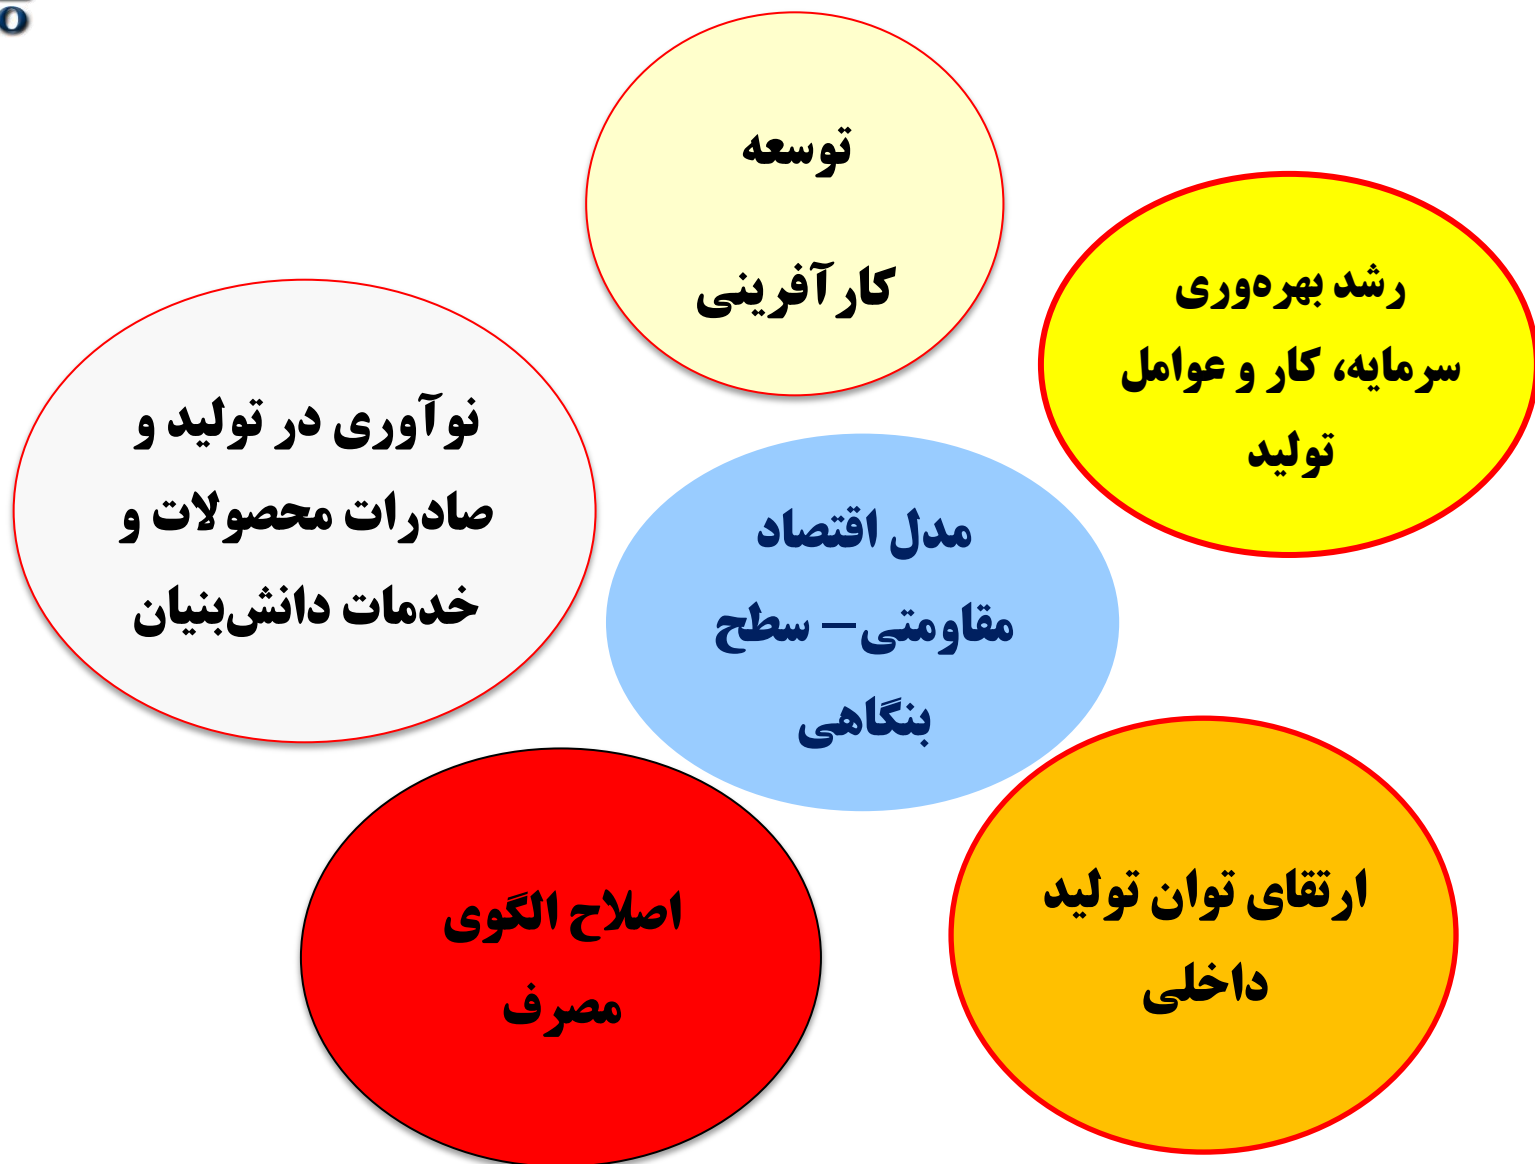 توسعه
کارآفرینی
رشد بهره‌وری
سرمایه، کار و عوامل
تولید
نوآوری در تولید و
صادرات محصولات و
خدمات دانش‌بنیان
مدل اقتصاد
مقاومتی– سطح
بنگاهی
ارتقای توان تولید
داخلی
اصلاح الگوی
مصرف